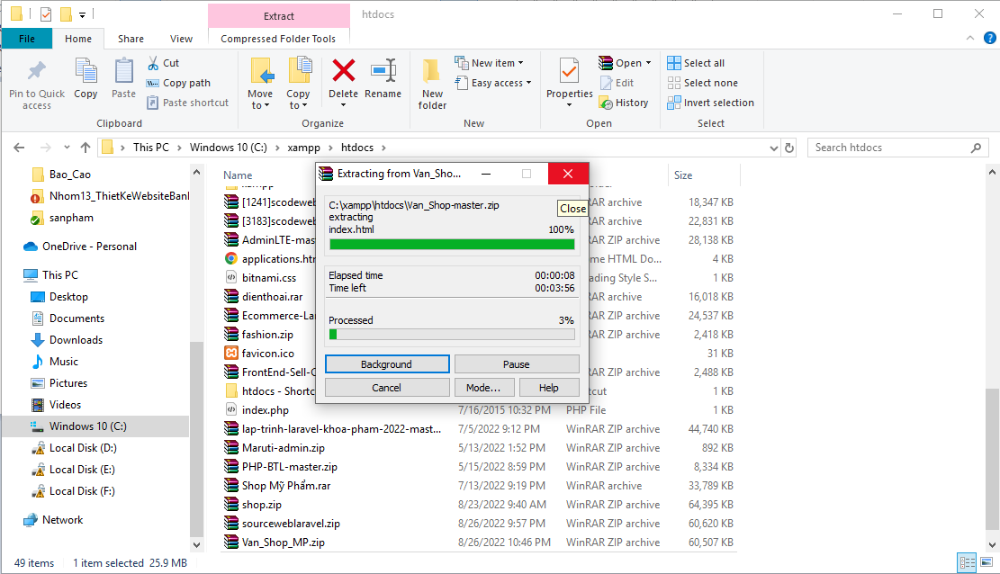 Extract
htdocs
File
Home
Share
View
Compressed Folder Tools
Pin to Quick access
Copy
Paste
Cut
Copy path
Paste shortcut
Move to
Copy to
Delete
Rename
New folder
New item
Easy access
Properties
Open
Edit
History
Select all
Select none
Invert selection
Clipboard
Organize
New
Open
Select
This PC > Windows 10 (C:) > xampp > htdocs >
Search htdocs
Bao_Cao
Nhom13_ThietKeWebsiteBanl
sanpham
OneDrive - Personal
This PC
Desktop
Documents
Downloads
Music
Pictures
Videos
Windows 10 (C:)
Local Disk (D:)
Local Disk (E:)
Local Disk (F:)
Network
Name
Size
xampp
[1241]scodeweb AR archive 18,347 KB
[3183]scodeweb AR archive 22,831 KB
AdminLTE-mas AR ZIP archive 28,138 KB
applications.htr me HTML Do... 4 KB
bitnami.css ading Style S... 1 KB
dienthoai.rar AR archive 16,018 KB
Ecommerce-Lar AR ZIP archive 24,537 KB
fashion.zip AR ZIP archive 2,418 KB
favicon.ico 31 KB
FrontEnd-Sell-C AR ZIP archive 2,488 KB
htdocs - Shortc tcut 1 KB
index.php 7/16/2015 10:32 PM PHP File 1 KB
lap-trinh-laravel-khoa-pham-2022-mast... 7/5/2022 9:12 PM WinRAR ZIP archive 44,740 KB
Maruti-admin.zip 5/13/2022 1:52 PM WinRAR ZIP archive 892 KB
PHP-BTL-master.zip 5/15/2022 8:59 PM WinRAR ZIP archive 8,334 KB
Shop Mỹ Phẩm.rar 7/13/2022 9:19 PM WinRAR archive 33,789 KB
shop.zip 8/23/2022 9:40 AM WinRAR ZIP archive 64,395 KB
sourceweblaravel.zip 8/26/2022 9:57 PM WinRAR ZIP archive 60,620 KB
Van_Shop_MP.zip 8/26/2022 10:46 PM WinRAR ZIP archive 60,507 KB
Extracting from Van_Sho...
C:\xampp\htdocs\Van_Shop-master.zip
Close
extracting
index.html 100%
Elapsed time 00:00:08
Time left 00:03:56
Processed 3%
Background
Pause
Cancel
Mode...
Help
49 items 1 item selected 25.9 MB